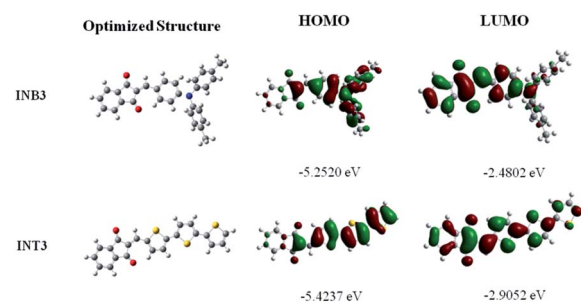 Optimized Structure HOMO LUMO
INB3
-5.2520 eV -2.4802 eV
INT3
-5.4237 eV -2.9052 eV